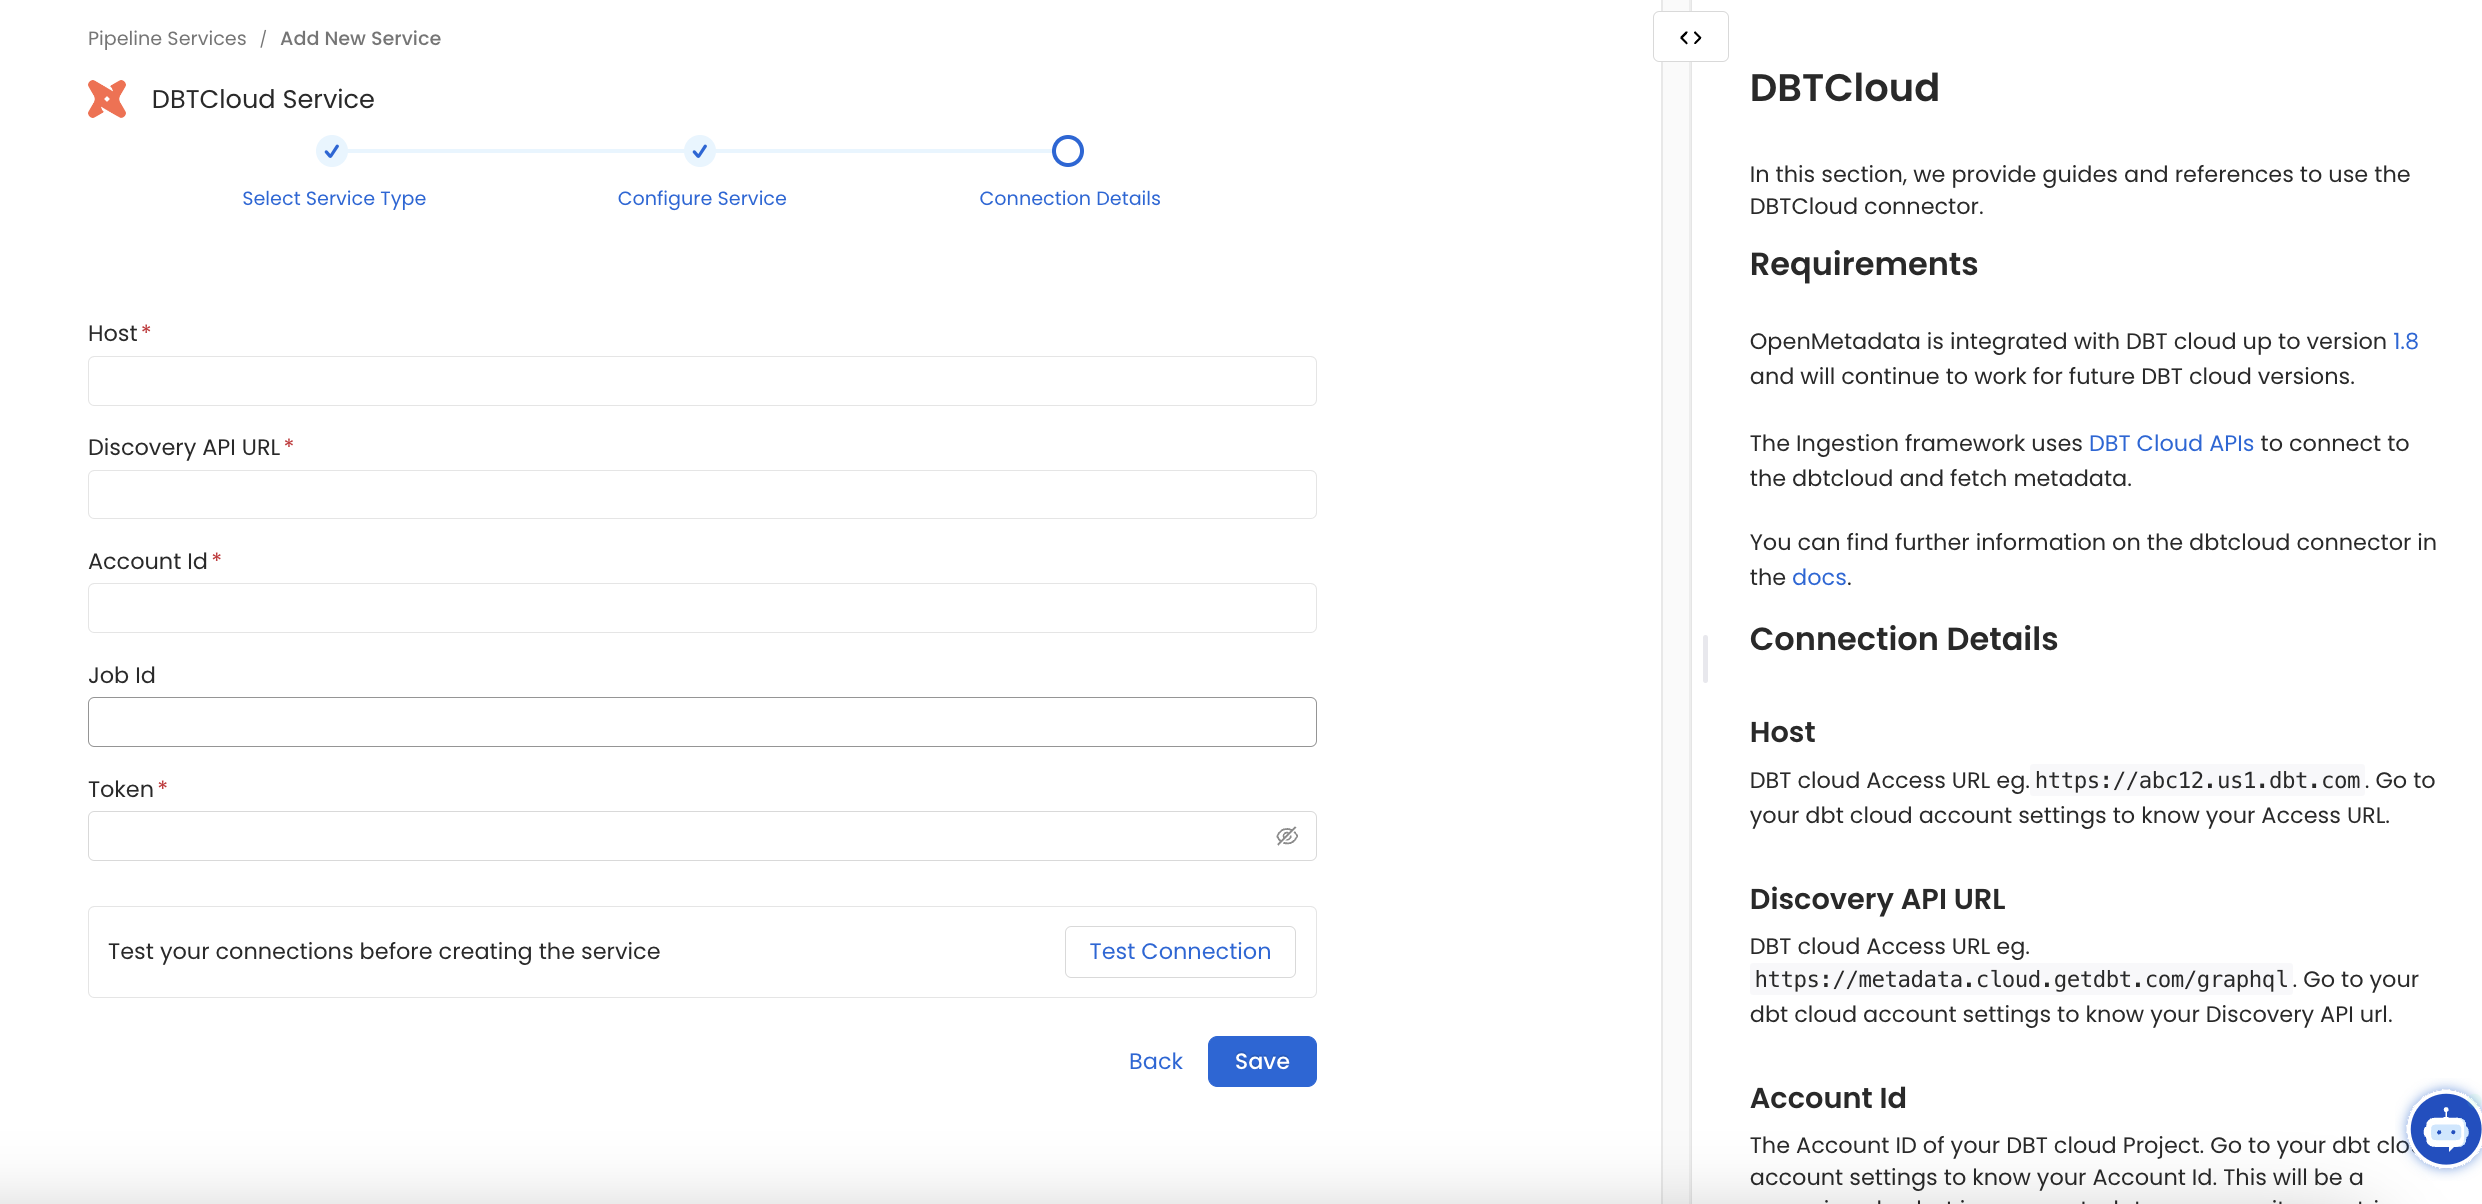 Pipeline Services / Add New Service
DBTCloud Service
Select Service Type
Configure Service
Connection Details
Host*
Discovery API URL*
Account Id*
Job Id
Token*
Test your connections before creating the service
Test Connection
Back
Save
DBTCloud
In this section, we provide guides and references to use the
DBTCloud connector.
Requirements
OpenMetadata is integrated with DBT cloud up to version 1.8
and will continue to work for future DBT cloud versions.
The Ingestion framework uses DBT Cloud APIs to connect to
the dbtcloud and fetch metadata.
You can find further information on the dbtcloud connector in
the docs.
Connection Details
Host
DBT cloud Access URL eg. https://abc12.us1.dbt.com. Go to
your dbt cloud account settings to know your Access URL.
Discovery API URL
DBT cloud Access URL eg.
https://metadata.cloud.getdbt.com/graphql. Go to your
dbt cloud account settings to know your Discovery API url.
Account Id
The Account ID of your DBT cloud Project. Go to your dbt clo
account settings to know your Account Id. This will be a